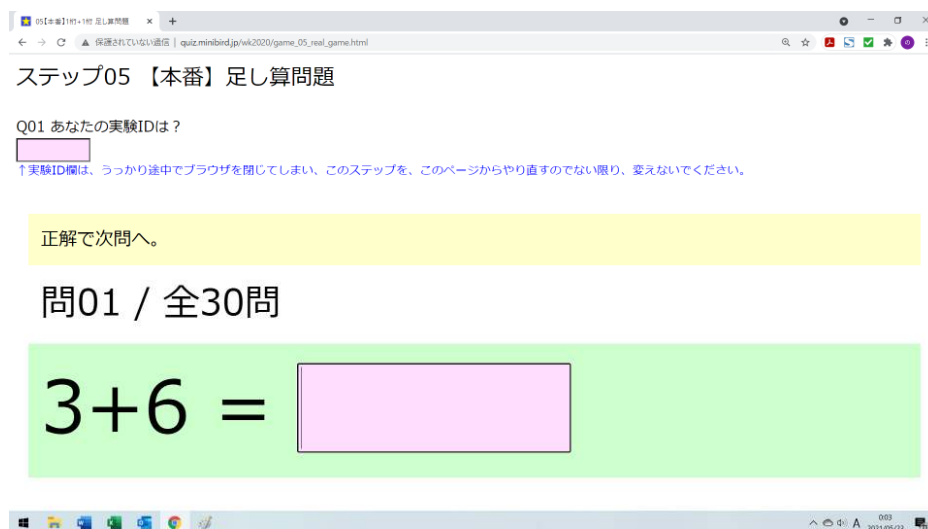 05【本番】1桁+1桁 足し算問題
保護されていない通信 | quiz.minibird.jp/wk2020/game_05_real_game.html
ステップ05 【本番】足し算問題
Q01 あなたの実験IDは？
↑実験ID欄は、うっかり途中でブラウザを閉じてしまい、このステップを、このページからやり直すのでない限り、変えないでください。
正解で次問へ。
問01 / 全30問
3+6 =
A
0:03
2021/05/23